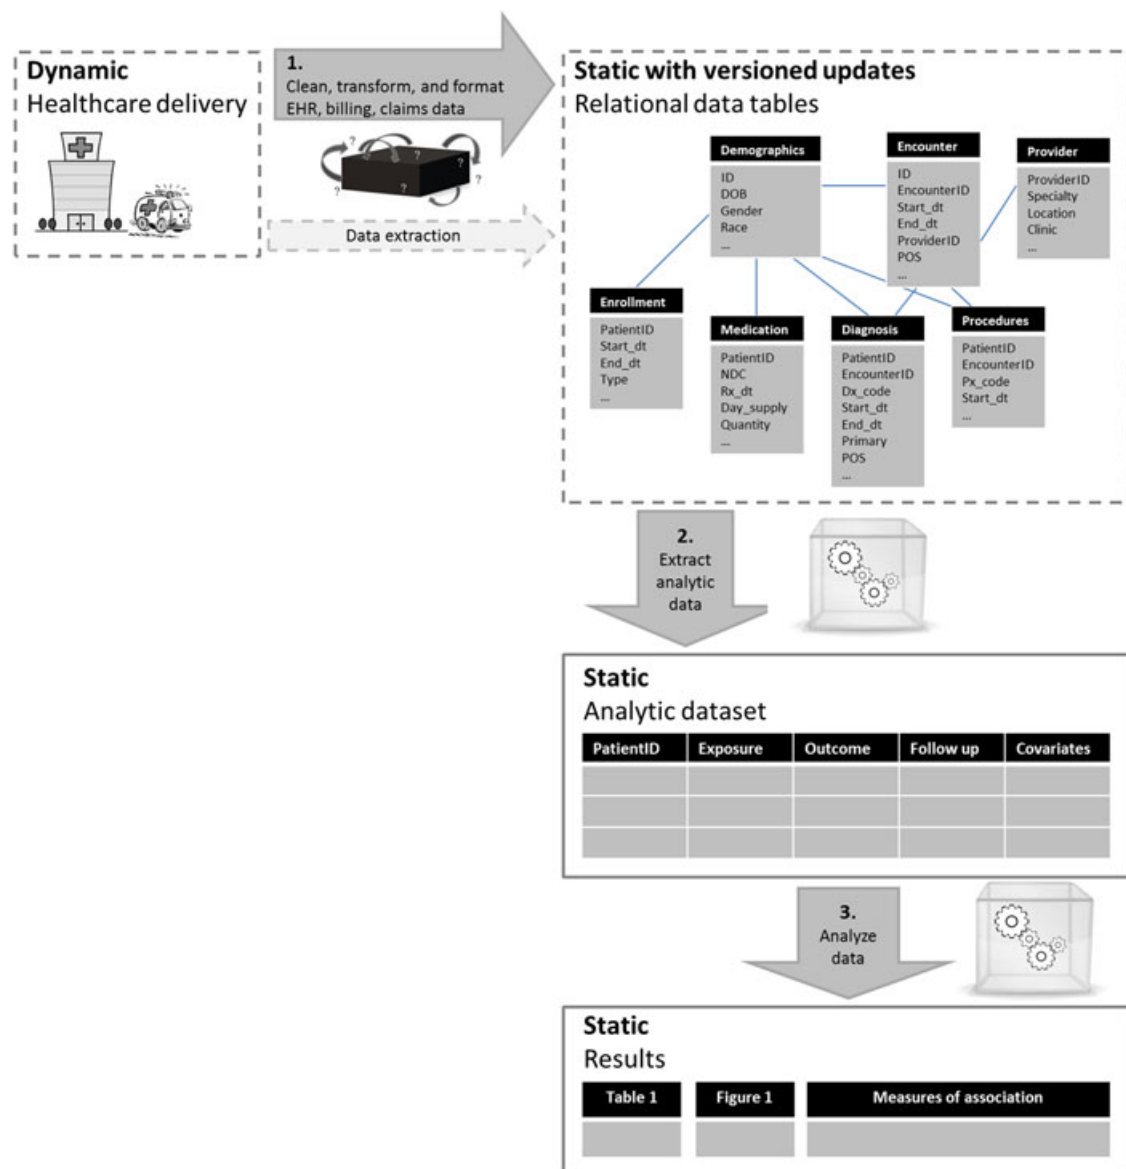 Dynamic
Healthcare delivery
1.
Clean, transform, and format
EHR, billing, claims data
? ? ? ? ? ? ?
Data extraction
Static with versioned updates
Relational data tables
Demographics
ID
DOB
Gender
Race
...
Encounter
ID
EncounterID
Start_dt
End_dt
ProviderID
POS
...
Provider
ProviderID
Specialty
Location
Clinic
...
Enrollment
PatientID
Start_dt
End_dt
Type
...
Medication
PatientID
NDC
Rx_dt
Day_supply
Quantity
...
Diagnosis
PatientID
EncounterID
Dx_code
Start_dt
End_dt
Primary
POS
...
Procedures
PatientID
EncounterID
Px_code
Start_dt
...
2.
Extract
analytic
data
Static
Analytic dataset
PatientID Exposure Outcome Follow up Covariates
3.
Analyze
data
Static
Results
Table 1 Figure 1 Measures of association